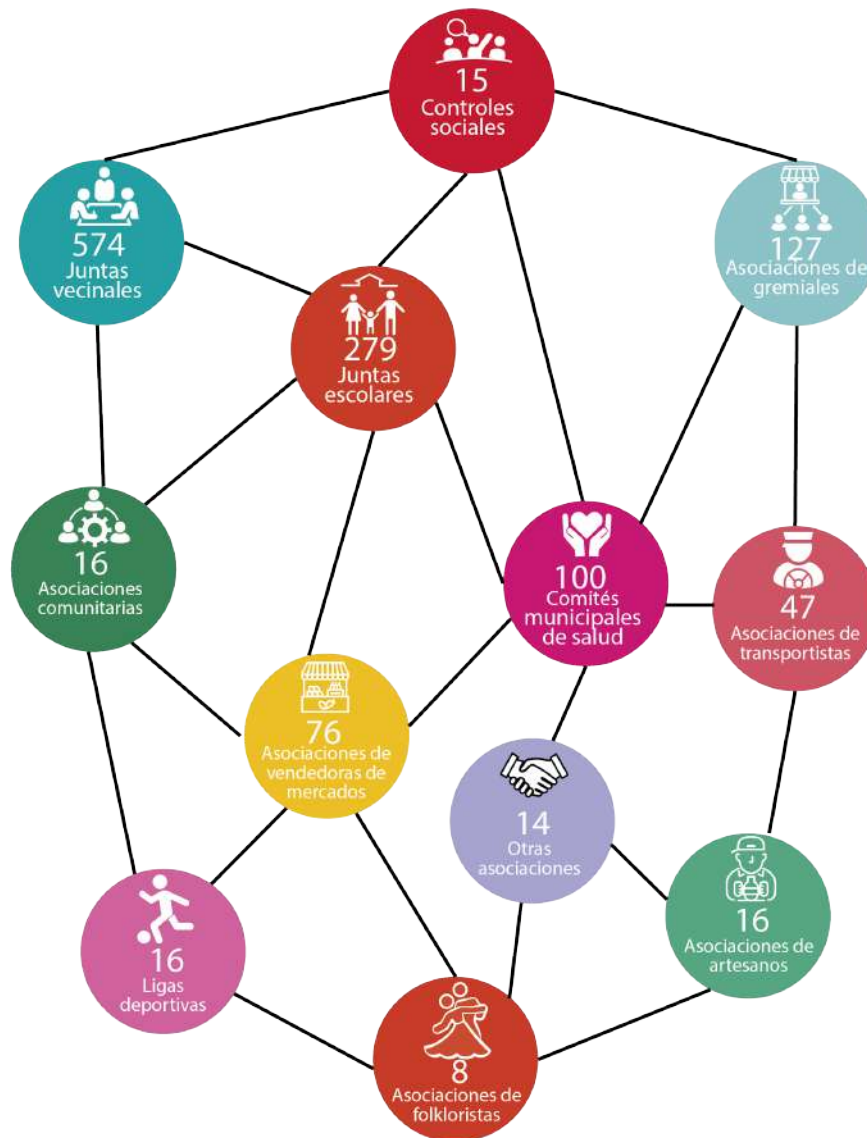 15
Controles
sociales
574
Juntas
vecinales
127
Asociaciones de
gremiales
279
Juntas
escolares
16
Asociaciones
comunitarias
100
Comités
municipales
de salud
47
Asociaciones de
transportistas
76
Asociaciones de
vendedoras de
mercados
14
Otras
asociaciones
16
Asociaciones de
artesanos
16
Ligas
deportivas
8
Asociaciones de
folkloristas